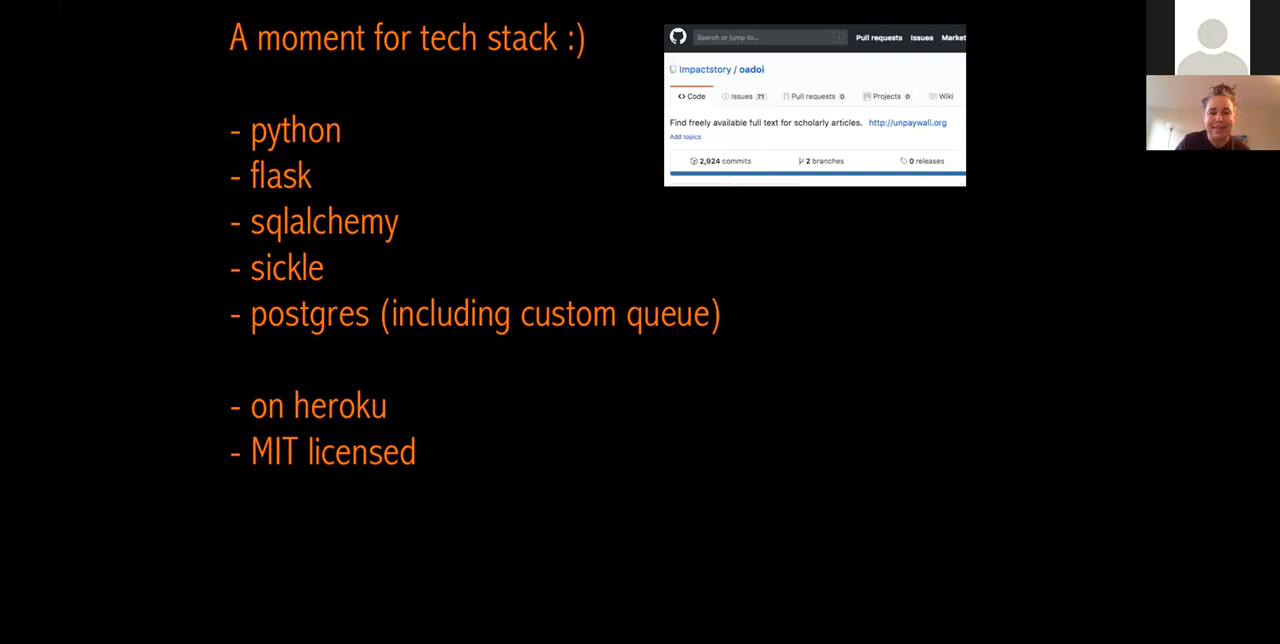 A moment for tech stack :)
- python
- flask
- sqlalchemy
- sickle
- postgres (including custom queue)
- on heroku
- MIT licensed
Search or jump to... / Pull requests Issues Market
Impactstory / oadoi
<> Code Issues 71 Pull requests 0 Projects 0 Wiki
Find freely available full text for scholarly articles. http://unpaywall.org
Add topics
2,924 commits 2 branches 0 releases